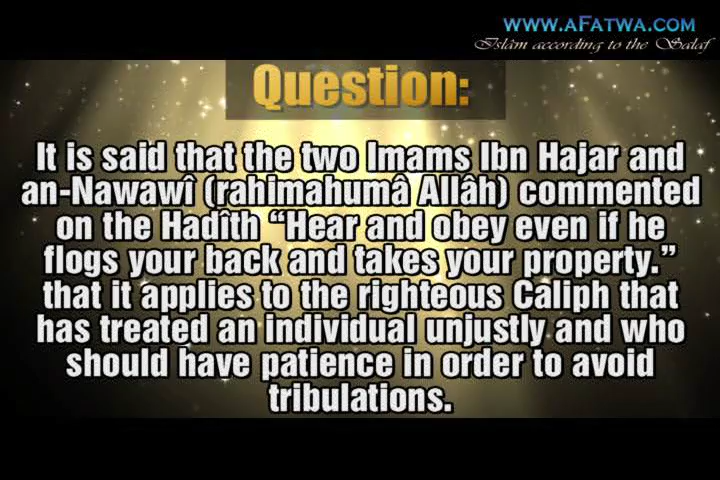 WWW.AFATWA.COM
Islâm according to the Salaf
Question:
It is said that the two Imams Ibn Hajar and
an-Nawawî (rahimahumâ Allâh) commented
on the Hadîth “Hear and obey even if he
flogs your back and takes your property.”
that it applies to the righteous Caliph that
has treated an individual unjustly and who
should have patience in order to avoid
tribulations.